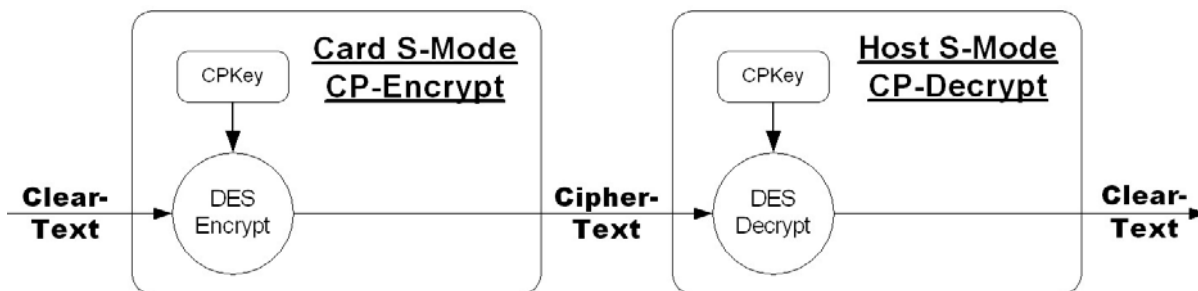 Card S-Mode
CP-Encrypt
CPKey
DES
Encrypt
Clear-
Text
Cipher-
Text
Host S-Mode
CP-Decrypt
CPKey
DES
Decrypt
Clear-
Text